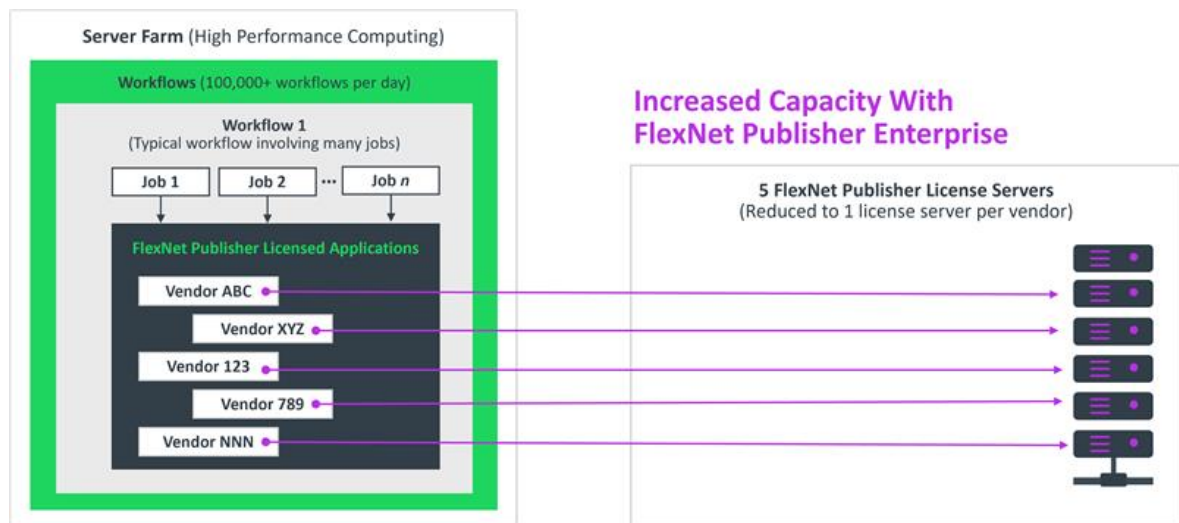 Server Farm (High Performance Computing)
Workflows (100,000+ workflows per day)
Workflow 1
(Typical workflow involving many jobs)
Job 1
Job 2
...
Job n
FlexNet Publisher Licensed Applications
Vendor ABC
Vendor XYZ
Vendor 123
Vendor 789
Vendor NNN
Increased Capacity With
FlexNet Publisher Enterprise
5 FlexNet Publisher License Servers
(Reduced to 1 license server per vendor)